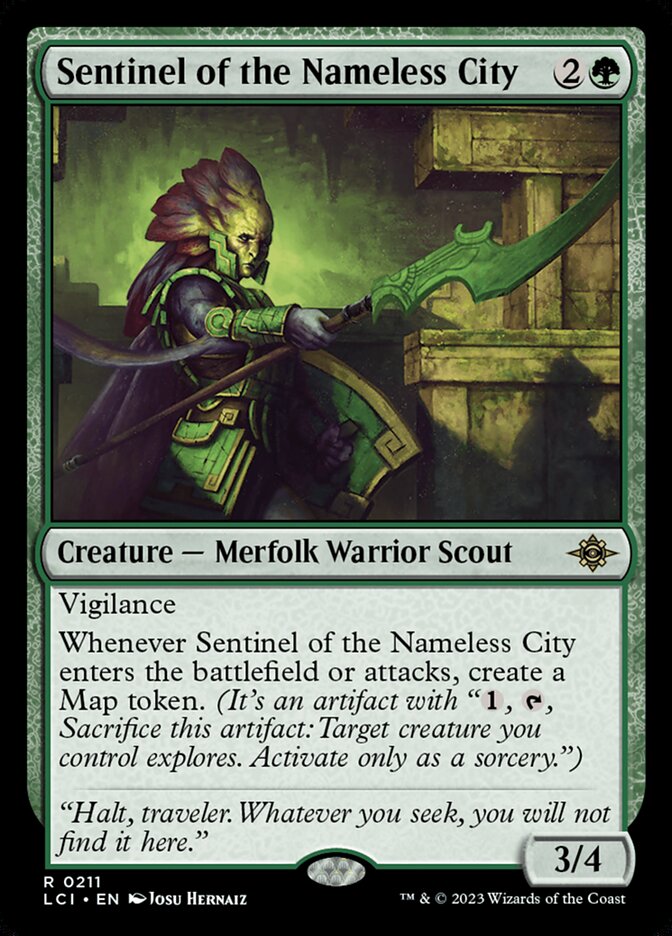 Sentinel of the Nameless City 2
Creature — Merfolk Warrior Scout
Vigilance
Whenever Sentinel of the Nameless City
enters the battlefield or attacks, create a
Map token. (It's an artifact with “1, ,
Sacrifice this artifact: Target creature you
control explores. Activate only as a sorcery.”)
“Halt, traveler. Whatever you seek, you will not
find it here.”
3/4
R 0211
LCI • EN Josu Hernaiz
™ & © 2023 Wizards of the Coast